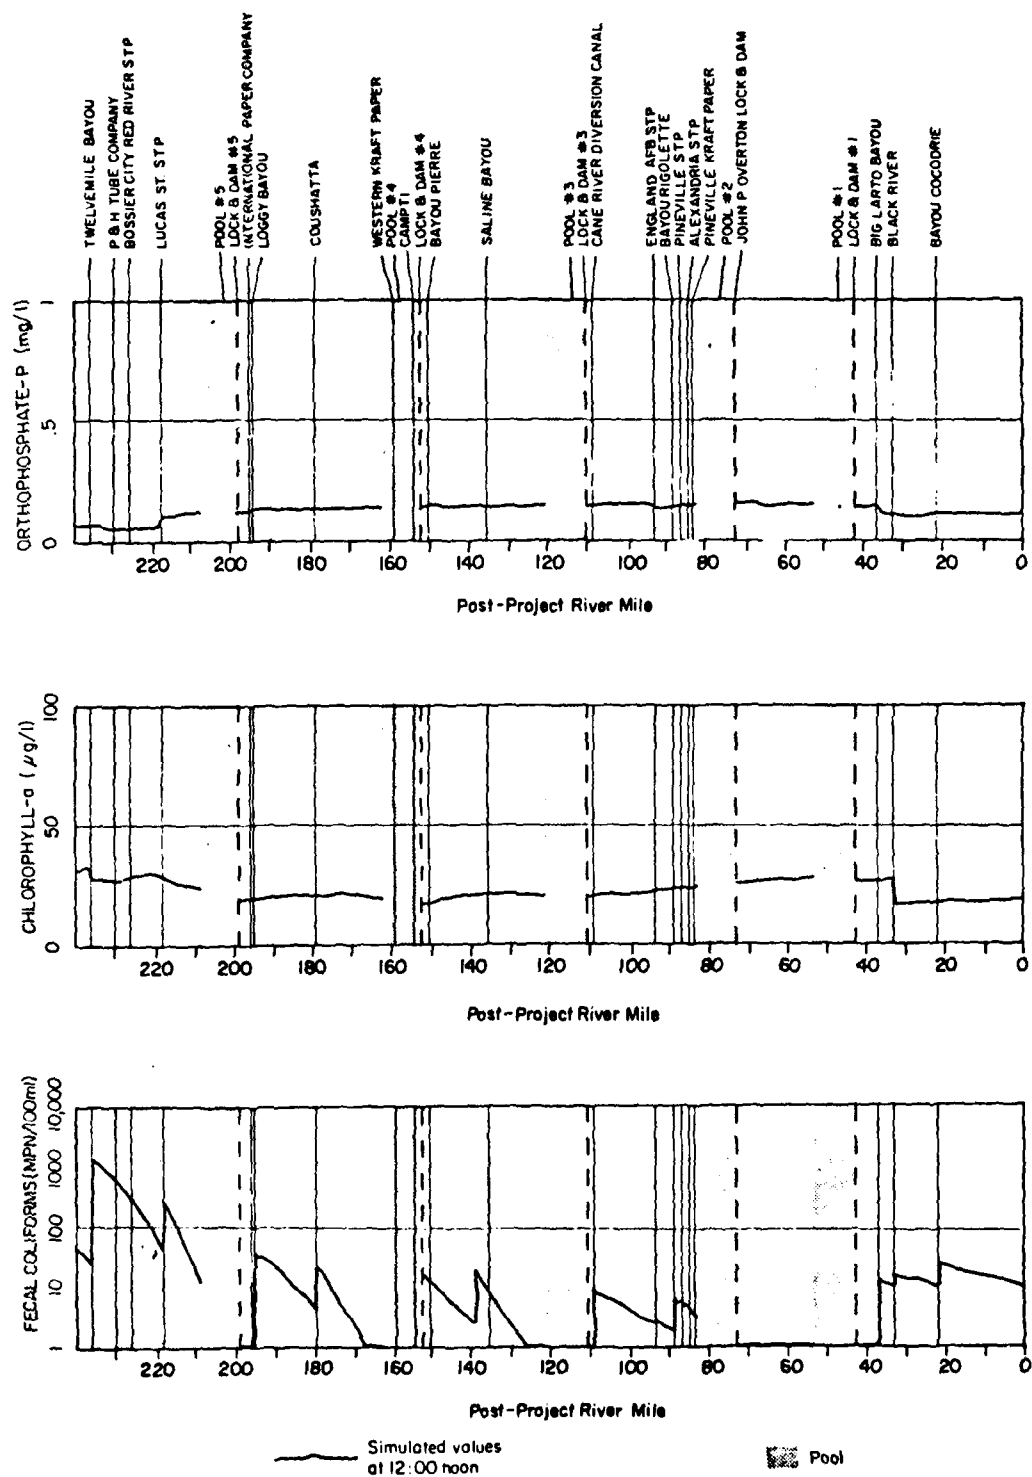 TWELVEMILE BAYOU
P & H TUBE COMPANY
BOSSIER CITY RED RIVER STP
LUCAS ST. STP
POOL #5
LOCK & DAM #5
INTERNATIONAL PAPER COMPANY
LOGGY BAYOU
COUSHATTA
WESTERN KRAFT PAPER
POOL #4
CAMPTI
LOCK & DAM #4
BAYOU PIERRE
SALINE BAYOU
POOL #3
LOCK & DAM #3
CANE RIVER DIVERSION CANAL
ENGLAND AFB STP
BAYOU RIGOLETTE
PINEVILLE STP
ALEXANDRIA STP
PINEVILLE KRAFT PAPER
POOL #2
JOHN P OVERTON LOCK & DAM
POOL #1
LOCK & DAM #1
BIG LARTO BAYOU
BLACK RIVER
BAYOU COCODRIE
ORTHOPHOSPHATE-P (mg/l)
1
.5
0
220 200 180 160 140 120 100 80 60 40 20 0
Post-Project River Mile
CHLOROPHYLL-a (µg/l)
100
50
0
220 200 180 160 140 120 100 80 60 40 20 0
Post-Project River Mile
FECAL COLIFORMS (MPN/100ml)
10,000
1000
100
10
1
220 200 180 160 140 120 100 80 60 40 20 0
Post-Project River Mile
Simulated values
at 12:00 noon
Pool